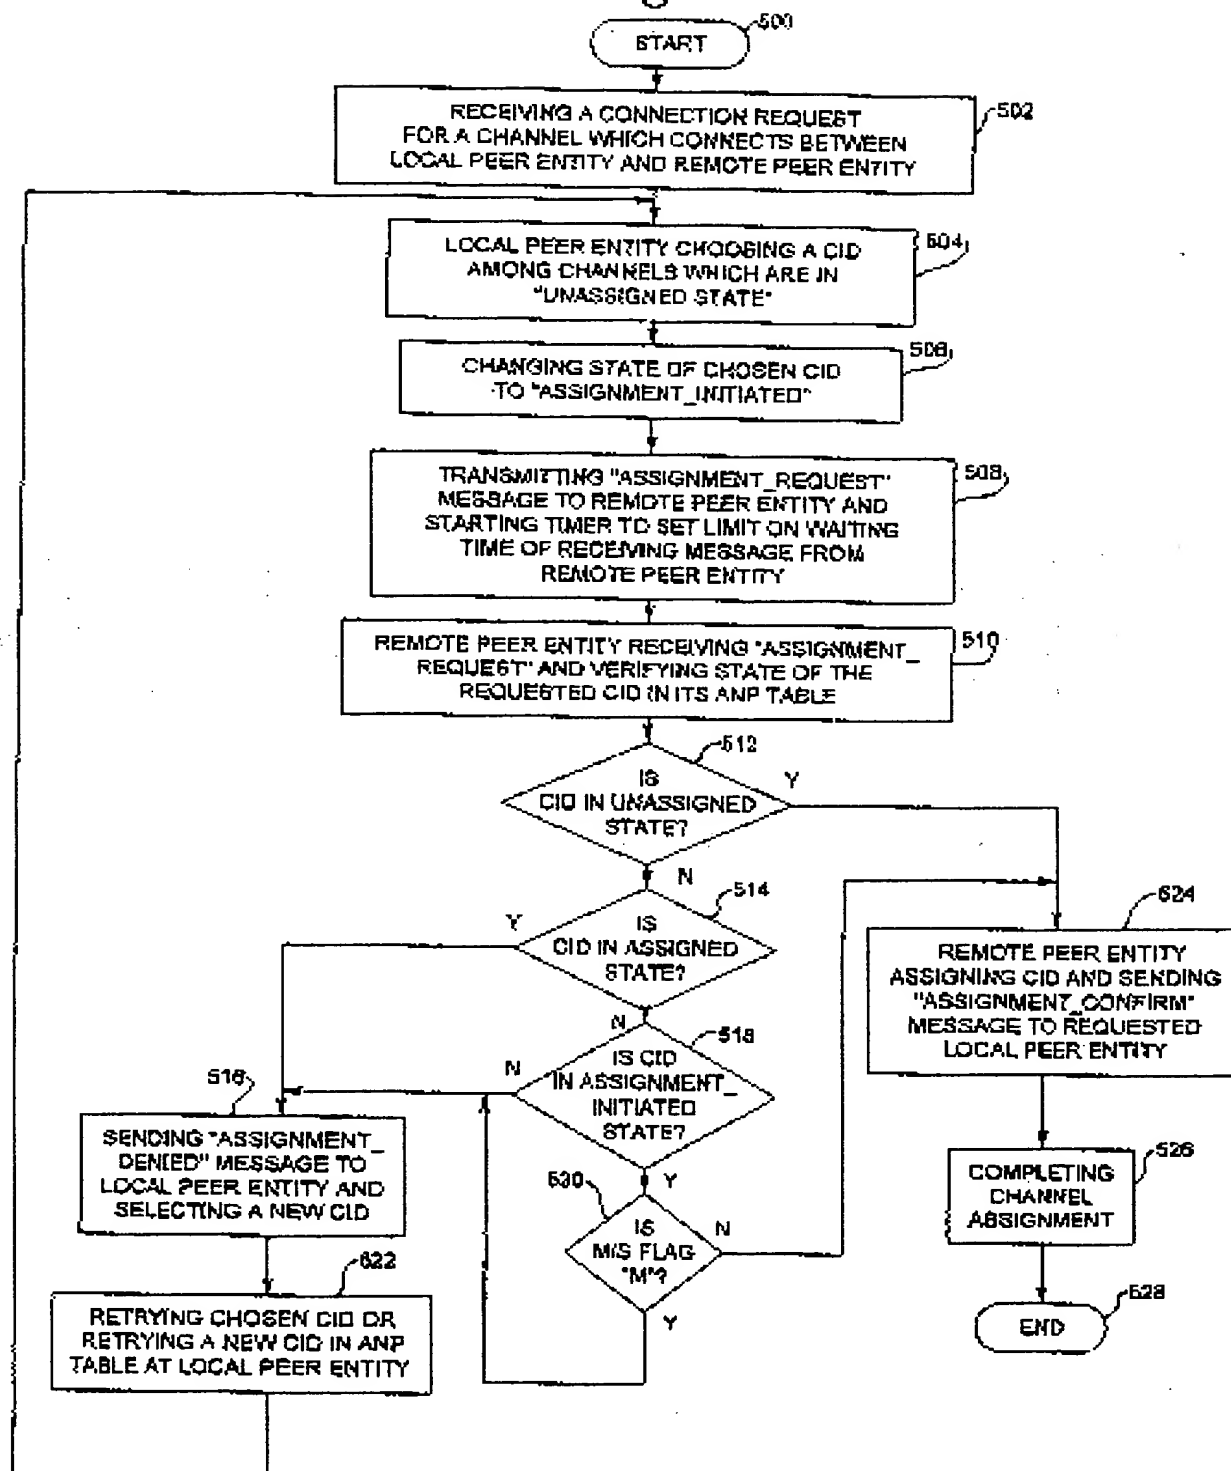 500
START
502
RECEIVING A CONNECTION REQUEST
FOR A CHANNEL WHICH CONNECTS BETWEEN
LOCAL PEER ENTITY AND REMOTE PEER ENTITY
504
LOCAL PEER ENTITY CHOOSING A CID
AMONG CHANNELS WHICH ARE IN
"UNASSIGNED STATE"
506
CHANGING STATE OF CHOSEN CID
TO "ASSIGNMENT_INITIATED"
508
TRANSMITTING "ASSIGNMENT_REQUEST"
MESSAGE TO REMOTE PEER ENTITY AND
STARTING TIMER TO SET LIMIT ON WAITING
TIME OF RECEIVING MESSAGE FROM
REMOTE PEER ENTITY
510
REMOTE PEER ENTITY RECEIVING "ASSIGNMENT_
REQUEST" AND VERIFYING STATE OF THE
REQUESTED CID IN ITS ANP TABLE
512
IS
CID IN UNASSIGNED
STATE?
Y
N
514
IS
CID IN ASSIGNED
STATE?
Y
N
524
REMOTE PEER ENTITY
ASSIGNING CID AND SENDING
"ASSIGNMENT_CONFIRM"
MESSAGE TO REQUESTED
LOCAL PEER ENTITY
518
IS CID
IN ASSIGNMENT_
INITIATED
STATE?
N
Y
516
SENDING "ASSIGNMENT_
DENIED" MESSAGE TO
LOCAL PEER ENTITY AND
SELECTING A NEW CID
530
IS
M/S FLAG
"M"?
N
Y
526
COMPLETING
CHANNEL
ASSIGNMENT
522
RETRYING CHOSEN CID OR
RETRYING A NEW CID IN ANP
TABLE AT LOCAL PEER ENTITY
528
END